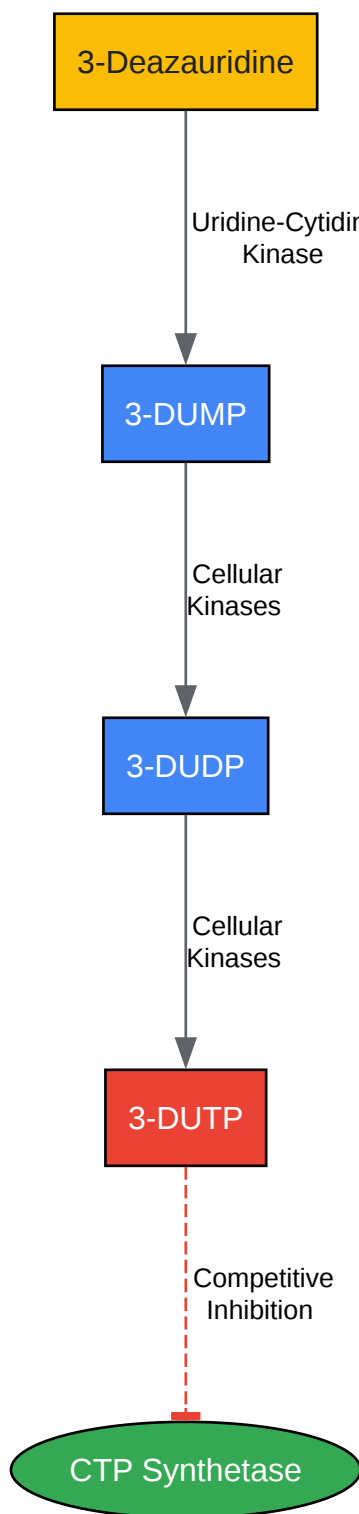 3-Deazauridine
Uridine-Cytidin
Kinase
3-DUMP
Cellular
Kinases
3-DUDP
Cellular
Kinases
3-DUTP
Competitive
Inhibition
CTP Synthetase